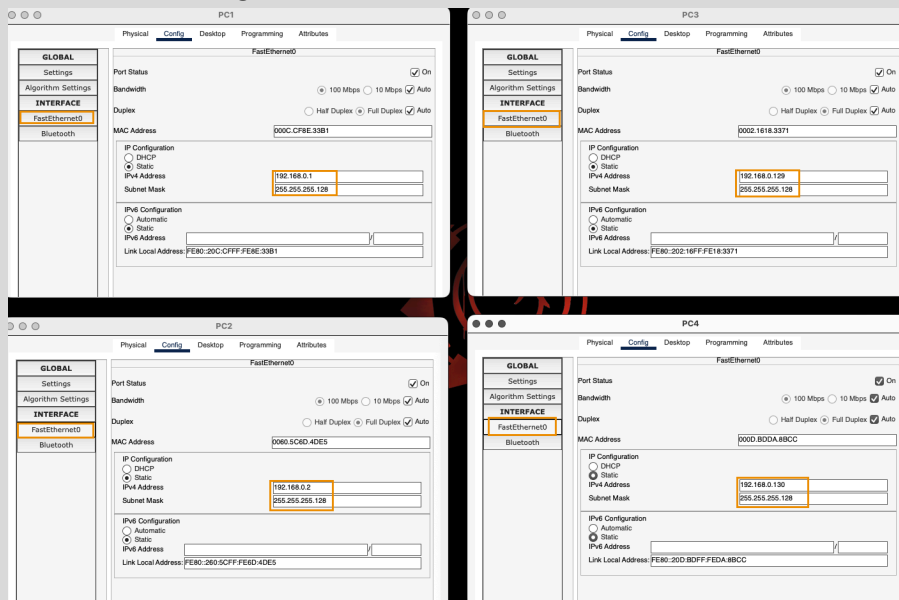 PC1
Physical Config Desktop Programming Attributes
FastEthernet0
GLOBAL
Settings
Algorithm Settings
INTERFACE
FastEthernet0
Bluetooth
Port Status On
Bandwidth 100 Mbps 10 Mbps Auto
Duplex Half Duplex Full Duplex Auto
MAC Address 000C.CF8E.33B1
IP Configuration
DHCP
Static
IPv4 Address 192.168.0.1
Subnet Mask 255.255.255.128
IPv6 Configuration
Automatic
Static
IPv6 Address /
Link Local Address: FE80::20C:CFFF:FE8E:33B1
PC3
Physical Config Desktop Programming Attributes
FastEthernet0
GLOBAL
Settings
Algorithm Settings
INTERFACE
FastEthernet0
Bluetooth
Port Status On
Bandwidth 100 Mbps 10 Mbps Auto
Duplex Half Duplex Full Duplex Auto
MAC Address 0002.1618.3371
IP Configuration
DHCP
Static
IPv4 Address 192.168.0.129
Subnet Mask 255.255.255.128
IPv6 Configuration
Automatic
Static
IPv6 Address /
Link Local Address: FE80::202:16FF:FE18:3371
PC2
Physical Config Desktop Programming Attributes
FastEthernet0
GLOBAL
Settings
Algorithm Settings
INTERFACE
FastEthernet0
Bluetooth
Port Status On
Bandwidth 100 Mbps 10 Mbps Auto
Duplex Half Duplex Full Duplex Auto
MAC Address 0060.5C6D.4DE5
IP Configuration
DHCP
Static
IPv4 Address 192.168.0.2
Subnet Mask 255.255.255.128
IPv6 Configuration
Automatic
Static
IPv6 Address /
Link Local Address: FE80::260:5CFF:FE6D:4DE5
PC4
Physical Config Desktop Programming Attributes
FastEthernet0
GLOBAL
Settings
Algorithm Settings
INTERFACE
FastEthernet0
Bluetooth
Port Status On
Bandwidth 100 Mbps 10 Mbps Auto
Duplex Half Duplex Full Duplex Auto
MAC Address 000D.BDDA.8BCC
IP Configuration
DHCP
Static
IPv4 Address 192.168.0.130
Subnet Mask 255.255.255.128
IPv6 Configuration
Automatic
Static
IPv6 Address /
Link Local Address: FE80::20D:BDFF:FEDA:8BCC